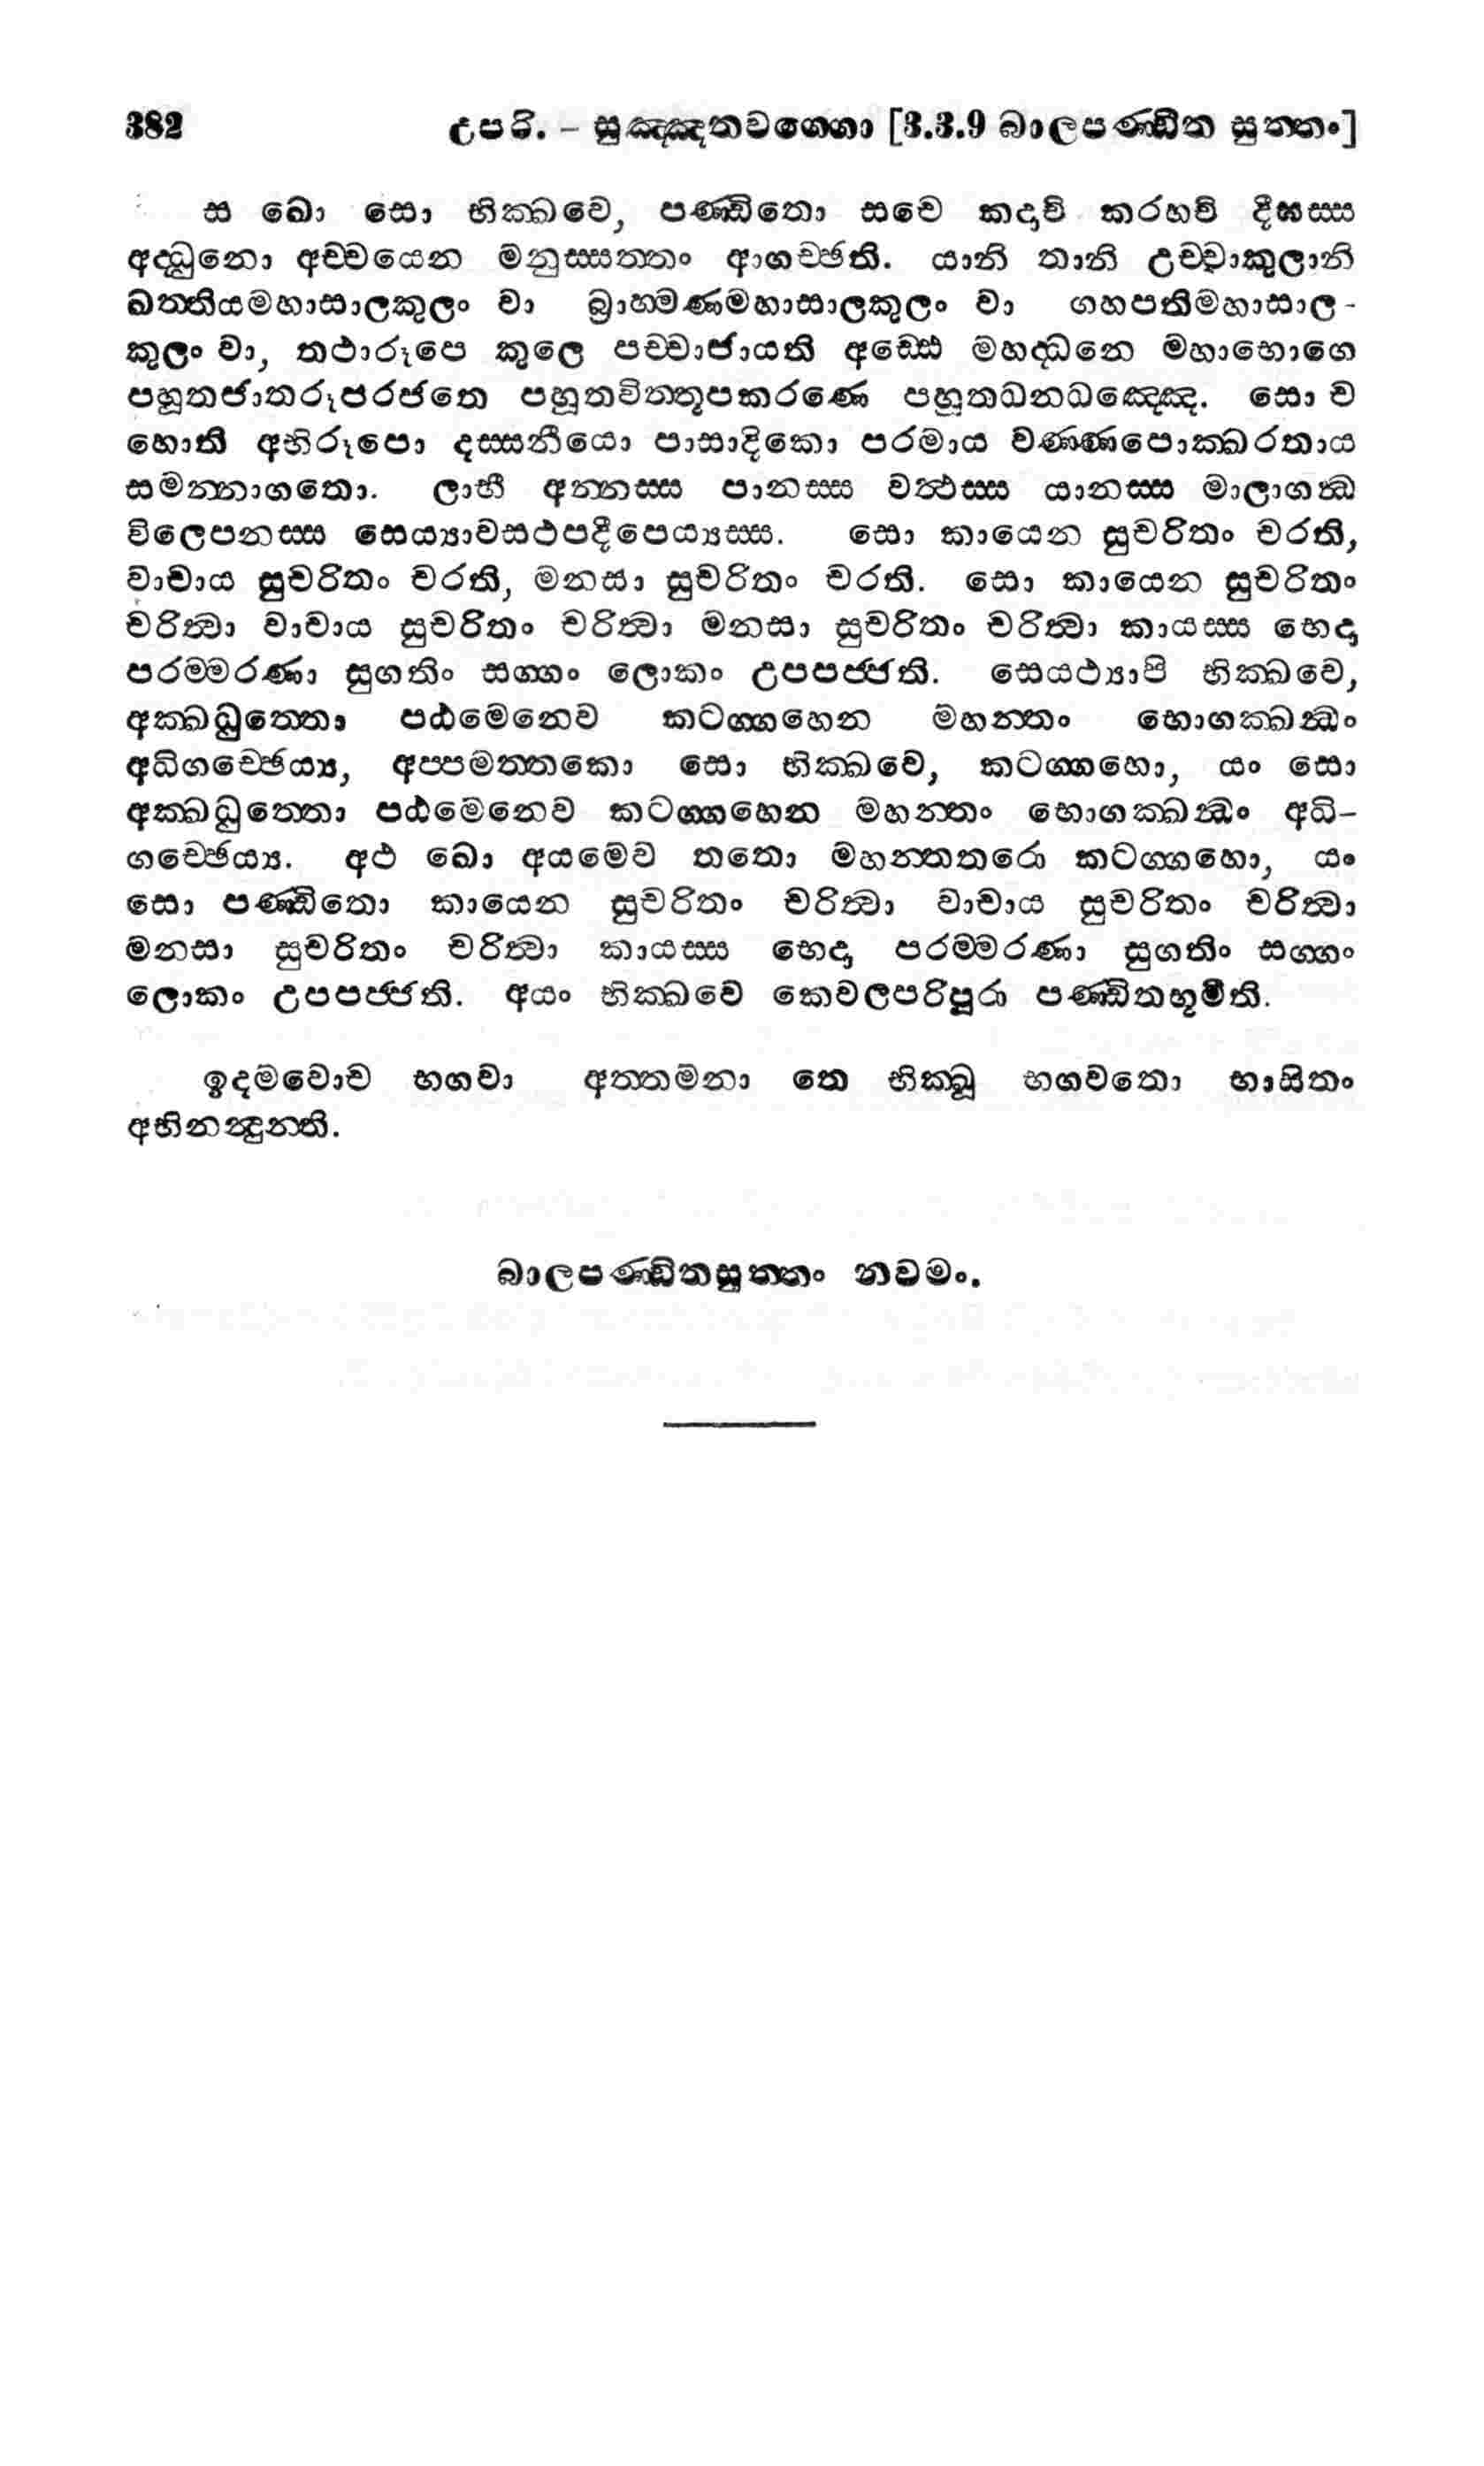 382 උපරි. - සුඤ්ඤතවග්ගො [3.3.9 බාලපණ්ඩිත සුත්තං]
ස ඛො සො භික්ඛවෙ, පණ්ඩිතො සචෙ කදාචි කරහචි දීඝස්ස
අද්ධුනො අච්චයෙන මනුස්සත්තං ආගච්ඡති. යානි තානි උච්චාකුලානි
ඛත්තියමහාසාලකුලං වා බ්‍රාහ්මණමහාසාලකුලං වා ගහපතිමහාසාල-
කුලං වා, තථාරූපෙ කුලෙ පච්චාජායති අඩ්ඪෙ මහද්ධනෙ මහාභොගෙ
පහූතජාතරූපරජතෙ පහූතවිත්තූපකරණෙ පහූතධනධඤ්ඤෙ. සො ච
හොති අභිරූපො දස්සනීයො පාසාදිකො පරමාය වණ්ණපොක්ඛරතාය
සමන්නාගතො. ලාභී අන්නස්ස පානස්ස වත්ථස්ස යානස්ස මාලාගන්ධ
විලෙපනස්ස සෙය්‍යාවසථපදීපෙය්‍යස්ස. සො කායෙන සුචරිතං චරති,
වාචාය සුචරිතං චරති, මනසා සුචරිතං චරති. සො කායෙන සුචරිතං
චරිත්‍වා වාචාය සුචරිතං චරිත්‍වා මනසා සුචරිතං චරිත්‍වා කායස්ස භෙදා
පරම්මරණා සුගතිං සග්ගං ලොකං උපපජ්ජති. සෙයථ්‍යාපි භික්ඛවෙ,
අක්ඛධුත්තො පඨමෙනෙව කටග්ගහෙන මහන්තං භොගක්ඛන්ධං
අධිගච්ඡෙය්‍ය, අප්පමත්තකො සො භික්ඛවෙ, කටග්ගහො, යං සො
අක්ඛධුත්තො පඨමෙනෙව කටග්ගහෙන මහන්තං භොගක්ඛන්ධං අධි-
ගච්ඡෙය්‍ය. අථ ඛො අයමෙව තතො මහන්තතරො කටග්ගහො, යං
සො පණ්ඩිතො කායෙන සුචරිතං චරිත්‍වා වාචාය සුචරිතං චරිත්‍වා
මනසා සුචරිතං චරිත්‍වා කායස්ස භෙදා පරම්මරණා සුගතිං සග්ගං
ලොකං උපපජ්ජති. අයං භික්ඛවෙ කෙවලපරිපූරා පණ්ඩිතභූමීති.
ඉදමවොච භගවා අත්තමනා තෙ භික්ඛූ භගවතො භාසිතං
අභිනන්දුන්ති.
බාලපණ්ඩිතසුත්තං නවමං.